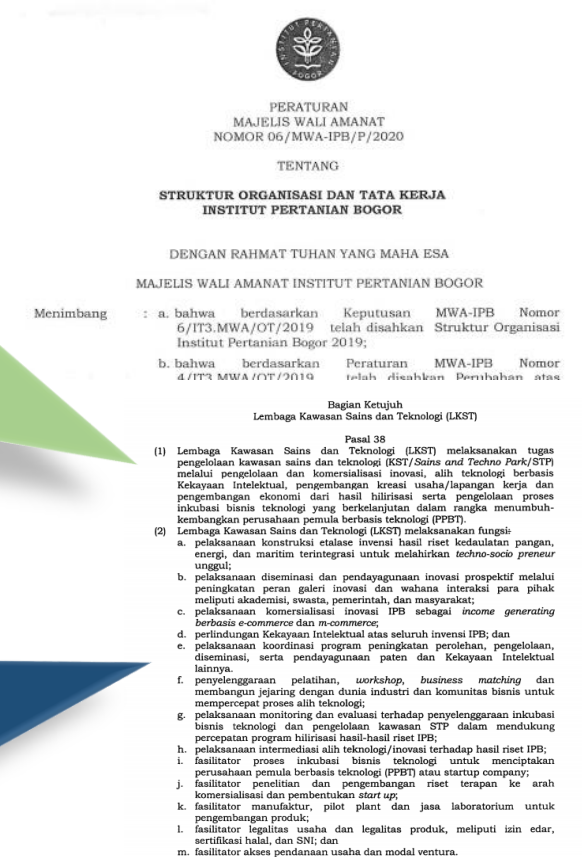 INSTITUT PERTANIAN
BOGOR
PERATURAN
MAJELIS WALI AMANAT
NOMOR 06/MWA-IPB/P/2020
TENTANG
STRUKTUR ORGANISASI DAN TATA KERJA
INSTITUT PERTANIAN BOGOR
DENGAN RAHMAT TUHAN YANG MAHA ESA
MAJELIS WALI AMANAT INSTITUT PERTANIAN BOGOR
Menimbang : a. bahwa berdasarkan Keputusan MWA-IPB Nomor
6/IT3.MWA/OT/2019 telah disahkan Struktur Organisasi
Institut Pertanian Bogor 2019;
b. bahwa berdasarkan Peraturan MWA-IPB Nomor
4/IT3.MWA/OT/2019 telah disahkan Perubahan atas
Bagian Ketujuh
Lembaga Kawasan Sains dan Teknologi (LKST)
Pasal 38
(1) Lembaga Kawasan Sains dan Teknologi (LKST) melaksanakan tugas
pengelolaan kawasan sains dan teknologi (KST/Sains and Techno Park/STP)
melalui pengelolaan dan komersialisasi inovasi, alih teknologi berbasis
Kekayaan Intelektual, pengembangan kreasi usaha/lapangan kerja dan
pengembangan ekonomi dari hasil hilirisasi serta pengelolaan proses
inkubasi bisnis teknologi yang berkelanjutan dalam rangka menumbuh-
kembangkan perusahaan pemula berbasis teknologi (PPBT).
(2) Lembaga Kawasan Sains dan Teknologi (LKST) melaksanakan fungsi:
a. pelaksanaan konstruksi etalase invensi hasil riset kedaulatan pangan,
energi, dan maritim terintegrasi untuk melahirkan techno-socio preneur
unggul;
b. pelaksanaan diseminasi dan pendayagunaan inovasi prospektif melalui
peningkatan peran galeri inovasi dan wahana interaksi para pihak
meliputi akademisi, swasta, pemerintah, dan masyarakat;
c. pelaksanaan komersialisasi inovasi IPB sebagai income generating
berbasis e-commerce dan m-commerce;
d. perlindungan Kekayaan Intelektual atas seluruh invensi IPB; dan
e. pelaksanaan koordinasi program peningkatan perolehan, pengelolaan,
diseminasi, serta pendayagunaan paten dan Kekayaan Intelektual
lainnya.
f. penyelenggaraan pelatihan, workshop, business matching dan
membangun jejaring dengan dunia industri dan komunitas bisnis untuk
mempercepat proses alih teknologi;
g. pelaksanaan monitoring dan evaluasi terhadap penyelenggaraan inkubasi
bisnis teknologi dan pengelolaan kawasan STP dalam mendukung
percepatan program hilirisasi hasil-hasil riset IPB;
h. pelaksanaan intermediasi alih teknologi/inovasi terhadap hasil riset IPB;
i. fasilitator proses inkubasi bisnis teknologi untuk menciptakan
perusahaan pemula berbasis teknologi (PPBT) atau startup company;
j. fasilitator penelitian dan pengembangan riset terapan ke arah
komersialisasi dan pembentukan start up;
k. fasilitator manufaktur, pilot plant dan jasa laboratorium untuk
pengembangan produk;
l. fasilitator legalitas usaha dan legalitas produk, meliputi izin edar,
sertifikasi halal, dan SNI; dan
m. fasilitator akses pendanaan usaha dan modal ventura.